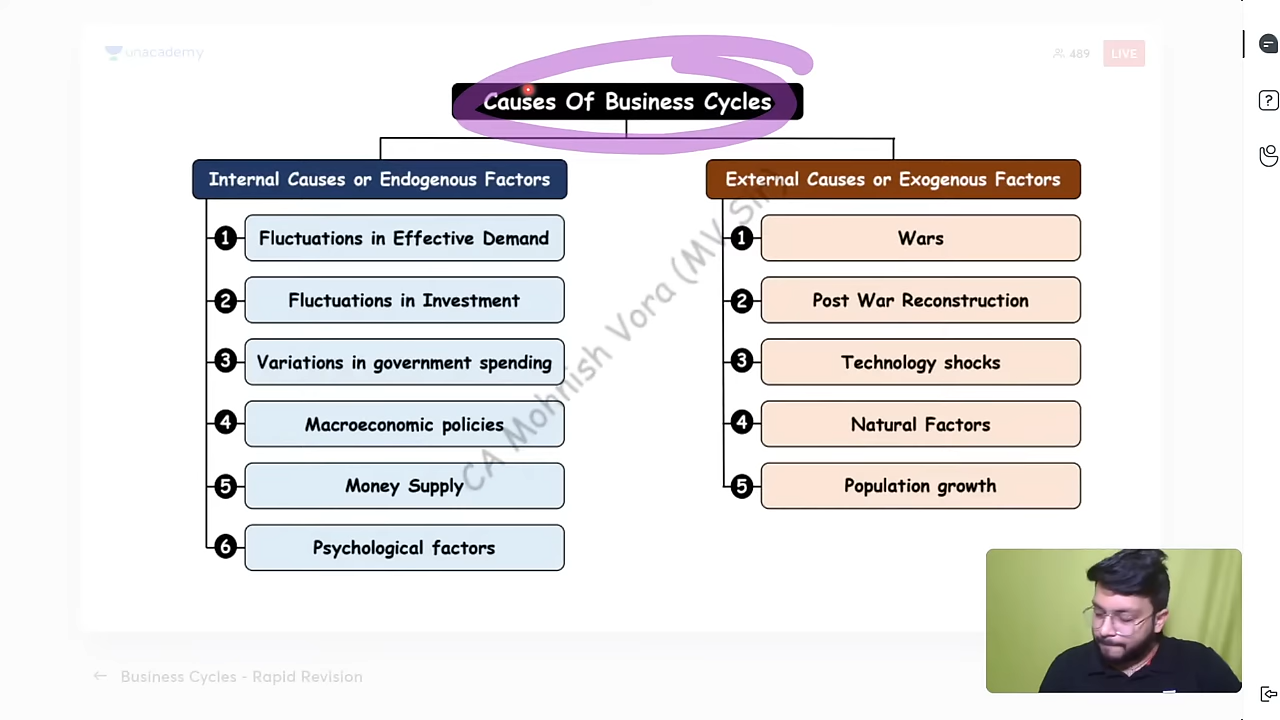 unacademy
489
LIVE
Causes Of Business Cycles
Internal Causes or Endogenous Factors
1 Fluctuations in Effective Demand
2 Fluctuations in Investment
3 Variations in government spending
4 Macroeconomic policies
5 Money Supply
6 Psychological factors
External Causes or Exogenous Factors
1 Wars
2 Post War Reconstruction
3 Technology shocks
4 Natural Factors
5 Population growth
CA Mohnish Vora (MV Sir)
Business Cycles - Rapid Revision